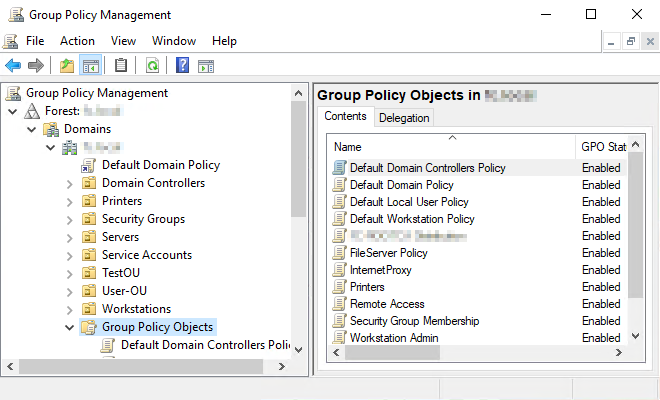 Group Policy Management
File Action View Window Help
Group Policy Management
Forest:
Domains
Default Domain Policy
Domain Controllers
Printers
Security Groups
Servers
Service Accounts
TestOU
User-OU
Workstations
Group Policy Objects
Default Domain Controllers Polic
Group Policy Objects in
Contents Delegation
Name GPO Stat
Default Domain Controllers Policy Enabled
Default Domain Policy Enabled
Default Local User Policy Enabled
Default Workstation Policy Enabled
Enabled
FileServer Policy Enabled
InternetProxy Enabled
Printers Enabled
Remote Access Enabled
Security Group Membership Enabled
Workstation Admin Enabled